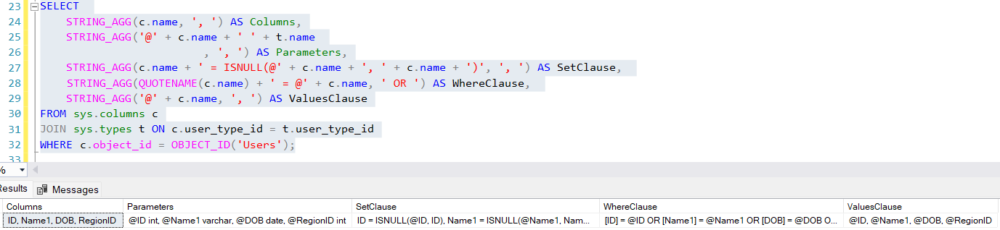 23 SELECT
24 STRING_AGG(c.name, ', ') AS Columns,
25 STRING_AGG('@' + c.name + ' ' + t.name
26 , ', ') AS Parameters,
27 STRING_AGG(c.name + ' = ISNULL(@' + c.name + ', ' + c.name + ')', ', ') AS SetClause,
28 STRING_AGG(QUOTENAME(c.name) + ' = @' + c.name, ' OR ') AS WhereClause,
29 STRING_AGG('@' + c.name, ', ') AS ValuesClause
30 FROM sys.columns c
31 JOIN sys.types t ON c.user_type_id = t.user_type_id
32 WHERE c.object_id = OBJECT_ID('Users');
33
%
Results Messages
Columns Parameters SetClause WhereClause ValuesClause
ID, Name1, DOB, RegionID @ID int, @Name1 varchar, @DOB date, @RegionID int ID = ISNULL(@ID, ID), Name1 = ISNULL(@Name1, Nam... [ID] = @ID OR [Name1] = @Name1 OR [DOB] = @DOB O... @ID, @Name1, @DOB, @RegionID